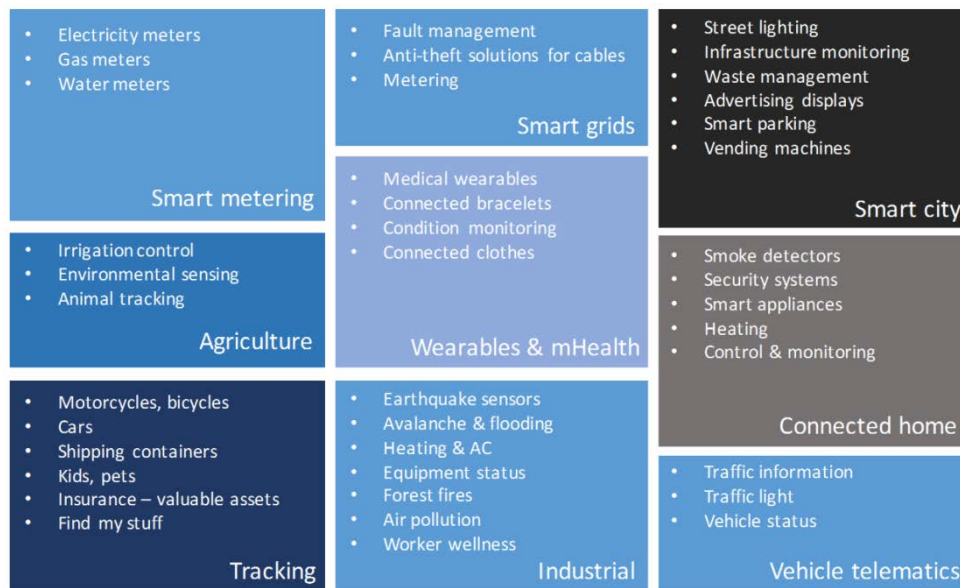 • Electricity meters
• Gas meters
• Water meters
Smart metering
• Fault management
• Anti-theft solutions for cables
• Metering
Smart grids
• Street lighting
• Infrastructure monitoring
• Waste management
• Advertising displays
• Smart parking
• Vending machines
Smart city
• Irrigation control
• Environmental sensing
• Animal tracking
Agriculture
• Medical wearables
• Connected bracelets
• Condition monitoring
• Connected clothes
Wearables & mHealth
• Smoke detectors
• Security systems
• Smart appliances
• Heating
• Control & monitoring
Connected home
• Motorcycles, bicycles
• Cars
• Shipping containers
• Kids, pets
• Insurance – valuable assets
• Find my stuff
Tracking
• Earthquake sensors
• Avalanche & flooding
• Heating & AC
• Equipment status
• Forest fires
• Air pollution
• Worker wellness
Industrial
• Traffic information
• Traffic light
• Vehicle status
Vehicle telematics